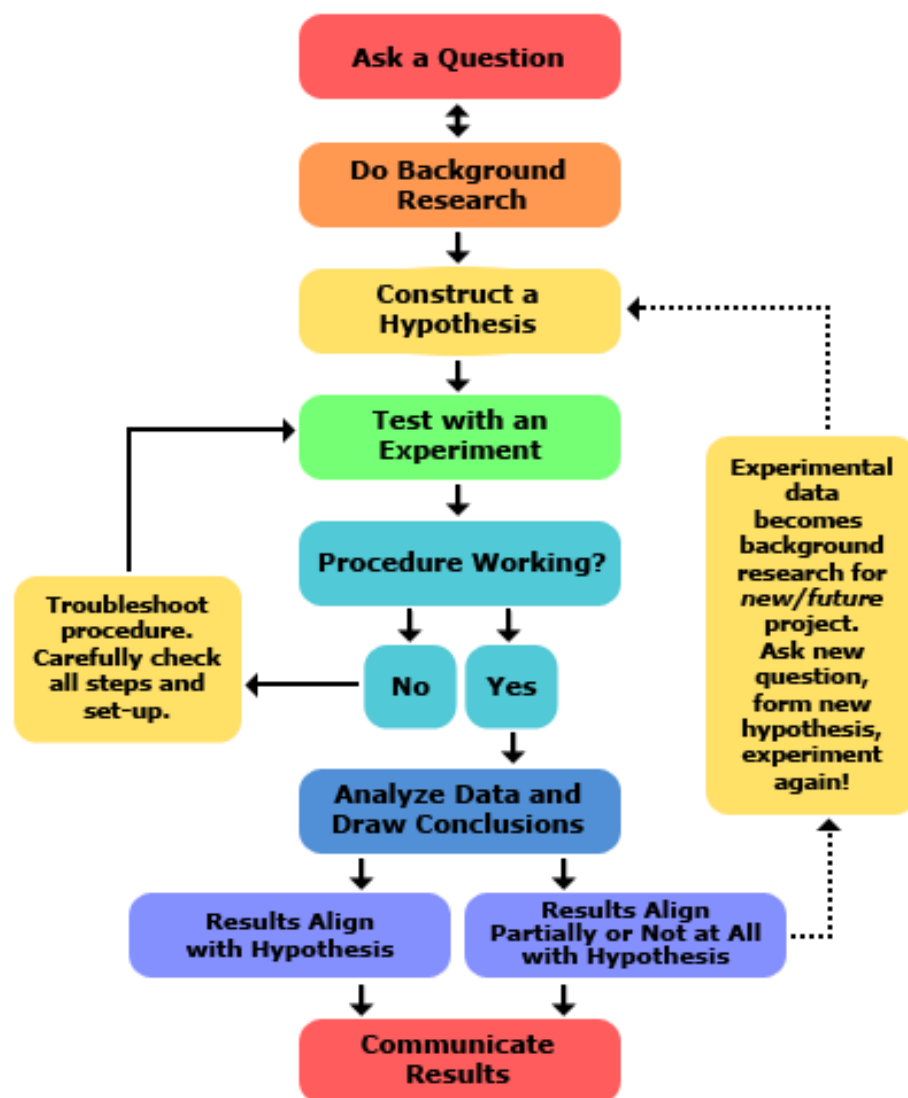 Ask a Question
Do Background
Research
Construct a
Hypothesis
Test with an
Experiment
Procedure Working?
No
Yes
Troubleshoot
procedure.
Carefully check
all steps and
set-up.
Experimental
data
becomes
background
research for
new/future
project.
Ask new
question,
form new
hypothesis,
experiment
again!
Analyze Data and
Draw Conclusions
Results Align
with Hypothesis
Results Align
Partially or Not at All
with Hypothesis
Communicate
Results